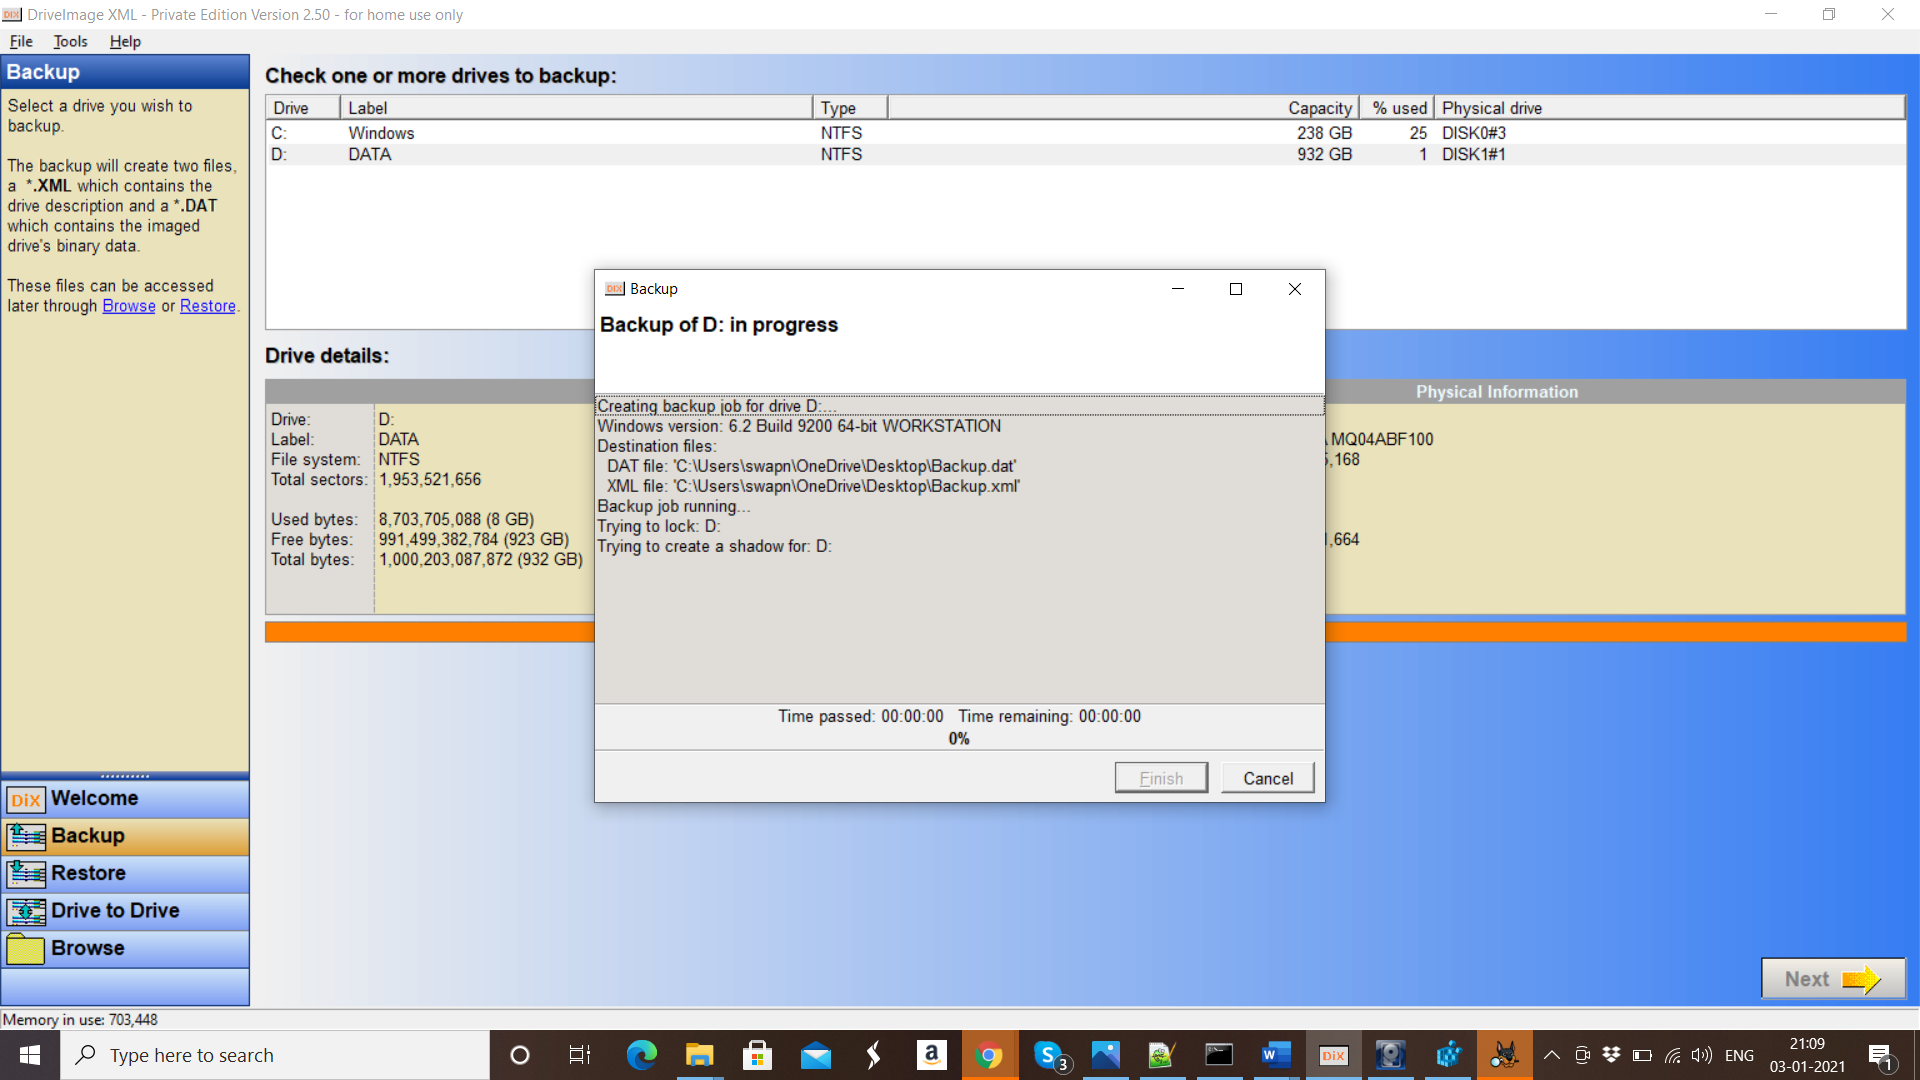 DriveImage XML - Private Edition Version 2.50 - for home use only
File Tools Help
Backup
Select a drive you wish to
backup.
The backup will create two files,
a *.XML which contains the
drive description and a *.DAT
which contains the imaged
drive's binary data.
These files can be accessed
later through Browse or Restore.
Check one or more drives to backup:
Drive Label Type Capacity % used Physical drive
C: Windows NTFS 238 GB 25 DISK0#3
D: DATA NTFS 932 GB 1 DISK1#1
Drive details:
Physical Information
Drive: D:
Label: DATA
File system: NTFS
Total sectors: 1,953,521,656
Used bytes: 8,703,705,088 (8 GB)
Free bytes: 991,499,382,784 (923 GB)
Total bytes: 1,000,203,087,872 (932 GB)
MQ04ABF100
,168
,664
DiX Backup
Backup of D: in progress
Creating backup job for drive D:...
Windows version: 6.2 Build 9200 64-bit WORKSTATION
Destination files:
DAT file: 'C:\Users\swapn\OneDrive\Desktop\Backup.dat'
XML file: 'C:\Users\swapn\OneDrive\Desktop\Backup.xml'
Backup job running...
Trying to lock: D:
Trying to create a shadow for: D:
Time passed: 00:00:00 Time remaining: 00:00:00
0%
Finish Cancel
DiX Welcome
Backup
Restore
Drive to Drive
Browse
Next
Memory in use: 703,448
Type here to search
a
S 3
W
DiX
ENG
21:09
03-01-2021
1